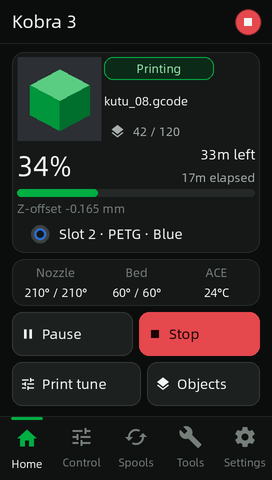 Kobra 3
Printing
kutu_08.gcode
42 / 120
34%
33m left
17m elapsed
Z-offset -0.165 mm
Slot 2 · PETG · Blue
Nozzle Bed ACE
210° / 210° 60° / 60° 24°C
Pause Stop
Print tune Objects
Home Control Spools Tools Settings